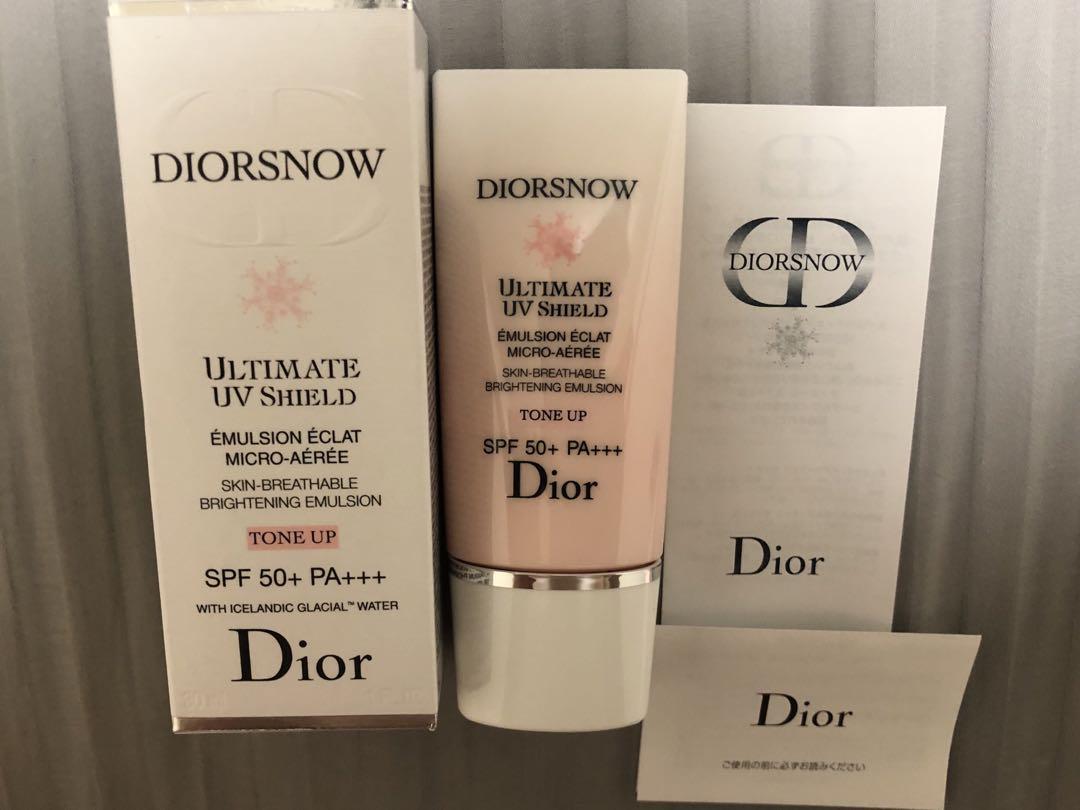 DIORSNOW
ULTIMATE
UV SHIELD
ÉMULSION ÉCLAT
MICRO-AÉRÉE
SKIN-BREATHABLE
BRIGHTENING EMULSION
TONE UP
SPF 50+ PA+++
WITH ICELANDIC GLACIAL™ WATER
Dior
DIORSNOW
ULTIMATE
UV SHIELD
ÉMULSION ÉCLAT
MICRO-AÉRÉE
SKIN-BREATHABLE
BRIGHTENING EMULSION
TONE UP
SPF 50+ PA+++
Dior
CD
DIORSNOW
Dior
Dior
ご使用の前に必ずお読みください